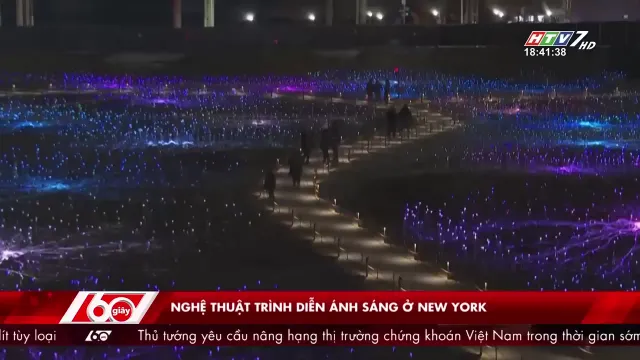 HTV7 HD
18:41:38
60 giây
NGHỆ THUẬT TRÌNH DIỄN ÁNH SÁNG Ở NEW YORK
lít tùy loại 60 Thủ tướng yêu cầu nâng hạng thị trường chứng khoán Việt Nam trong thời gian sớm